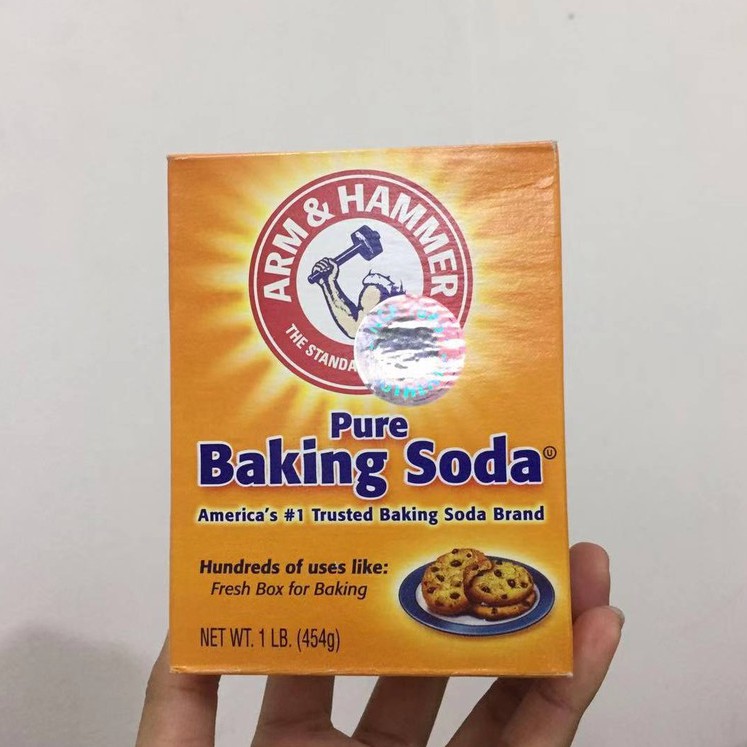 ARM & HAMMER
THE STANDA
Pure
Baking Soda
U
America's #1 Trusted Baking Soda Brand
Hundreds of uses like:
Fresh Box for Baking
NET WT. 1 LB. (454g)